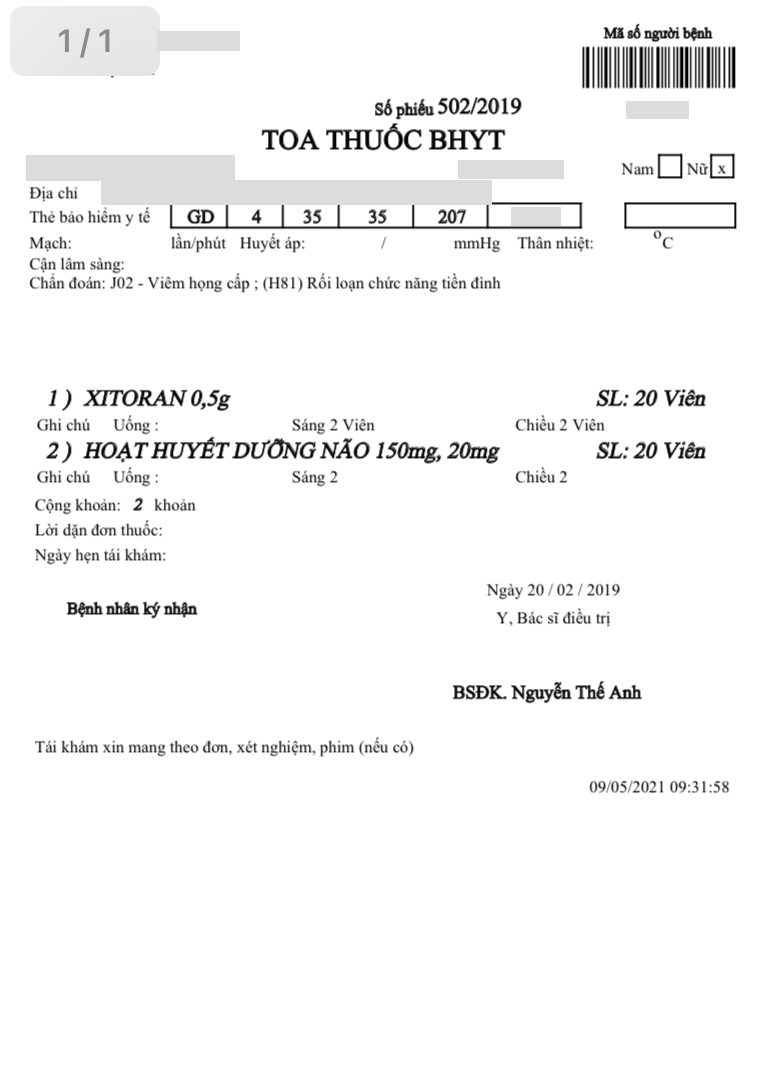 1/1
Mã số người bệnh
Số phiếu 502/2019
TOA THUỐC BHYT
Nam Nữ x
Địa chỉ
Thẻ bảo hiểm y tế GD 4 35 35 207
Mạch: lần/phút Huyết áp: / mmHg Thân nhiệt: °C
Cận lâm sàng:
Chẩn đoán: J02 - Viêm họng cấp ; (H81) Rối loạn chức năng tiền đình
1 ) XITORAN 0,5g SL: 20 Viên
Ghi chú Uống : Sáng 2 Viên Chiều 2 Viên
2 ) HOẠT HUYẾT DƯỠNG NÃO 150mg, 20mg SL: 20 Viên
Ghi chú Uống : Sáng 2 Chiều 2
Cộng khoản: 2 khoản
Lời dặn đơn thuốc:
Ngày hẹn tái khám:
Ngày 20 / 02 / 2019
Bệnh nhân ký nhận
Y, Bác sĩ điều trị
BSĐK. Nguyễn Thế Anh
Tái khám xin mang theo đơn, xét nghiệm, phim (nếu có)
09/05/2021 09:31:58